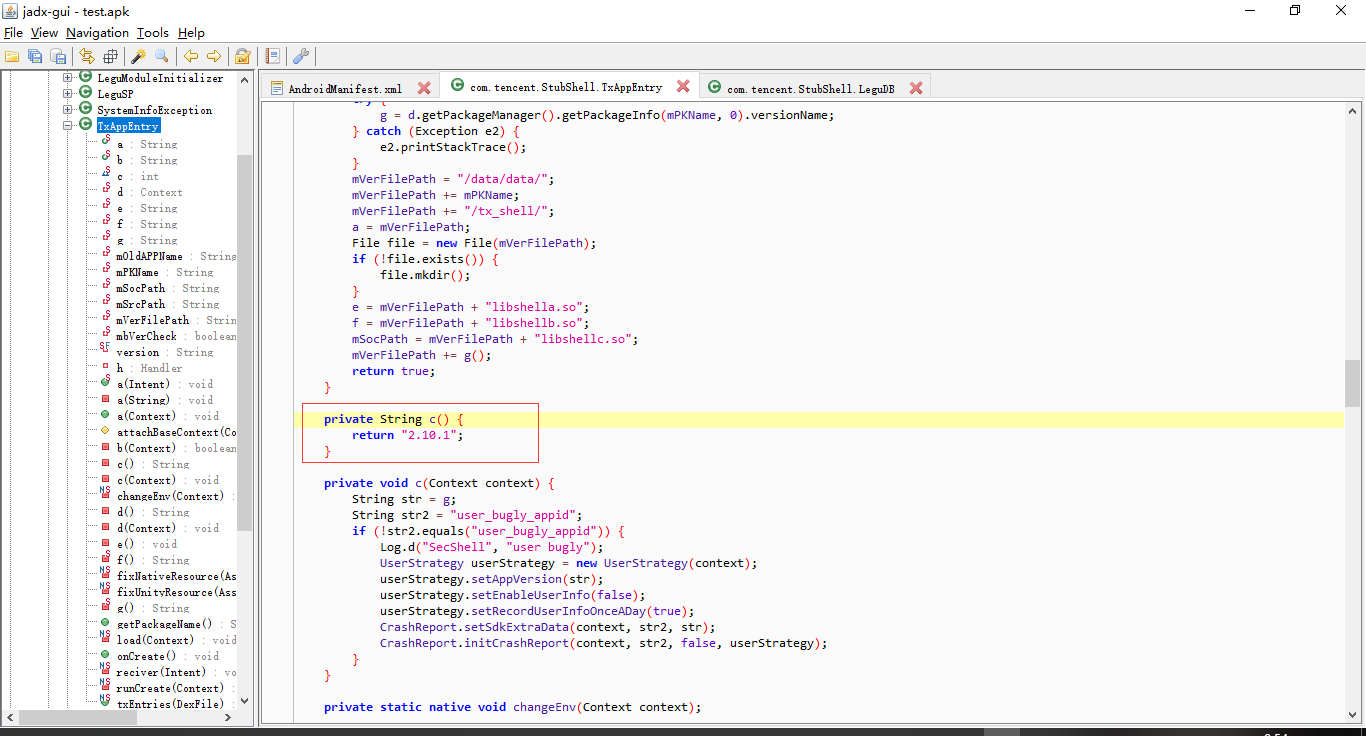 jadx-gui - test.apk
File View Navigation Tools Help
LeguModuleInitializer
LeguSP
SystemInfoException
TxAppEntry
a : String
b : String
c : int
d : Context
e : String
f : String
g : String
mOldAPPName : String
mPKName : String
mSocPath : String
mSrcPath : String
mVerFilePath : Strin
mbVerCheck : boolean
version : String
h : Handler
a(Intent) : void
a(String) : void
a(Context) : void
attachBaseContext(Co
b(Context) : boolean
c() : String
c(Context) : void
changeEnv(Context) :
d() : String
d(Context) : void
e() : void
f() : String
fixNativeResource(As
fixUnityResource(Ass
g() : String
getPackageName() : S
load(Context) : void
onCreate() : void
reciver(Intent) : vo
runCreate(Context) :
txEntries(DexFile) :
AndroidManifest.xml
com.tencent.StubShell.TxAppEntry
com.tencent.StubShell.LeguDB
try {
g = d.getPackageManager().getPackageInfo(mPKName, 0).versionName;
} catch (Exception e2) {
e2.printStackTrace();
}
mVerFilePath = "/data/data/";
mVerFilePath += mPKName;
mVerFilePath += "/tx_shell/";
a = mVerFilePath;
File file = new File(mVerFilePath);
if (!file.exists()) {
file.mkdir();
}
e = mVerFilePath + "libshella.so";
f = mVerFilePath + "libshellb.so";
mSocPath = mVerFilePath + "libshellc.so";
mVerFilePath += g();
return true;
}
private String c() {
return "2.10.1";
}
private void c(Context context) {
String str = g;
String str2 = "user_bugly_appid";
if (!str2.equals("user_bugly_appid")) {
Log.d("SecShell", "user bugly");
UserStrategy userStrategy = new UserStrategy(context);
userStrategy.setAppVersion(str);
userStrategy.setEnableUserInfo(false);
userStrategy.setRecordUserInfoOnceADay(true);
CrashReport.setSdkExtraData(context, str2, str);
CrashReport.initCrashReport(context, str2, false, userStrategy);
}
}
private static native void changeEnv(Context context);